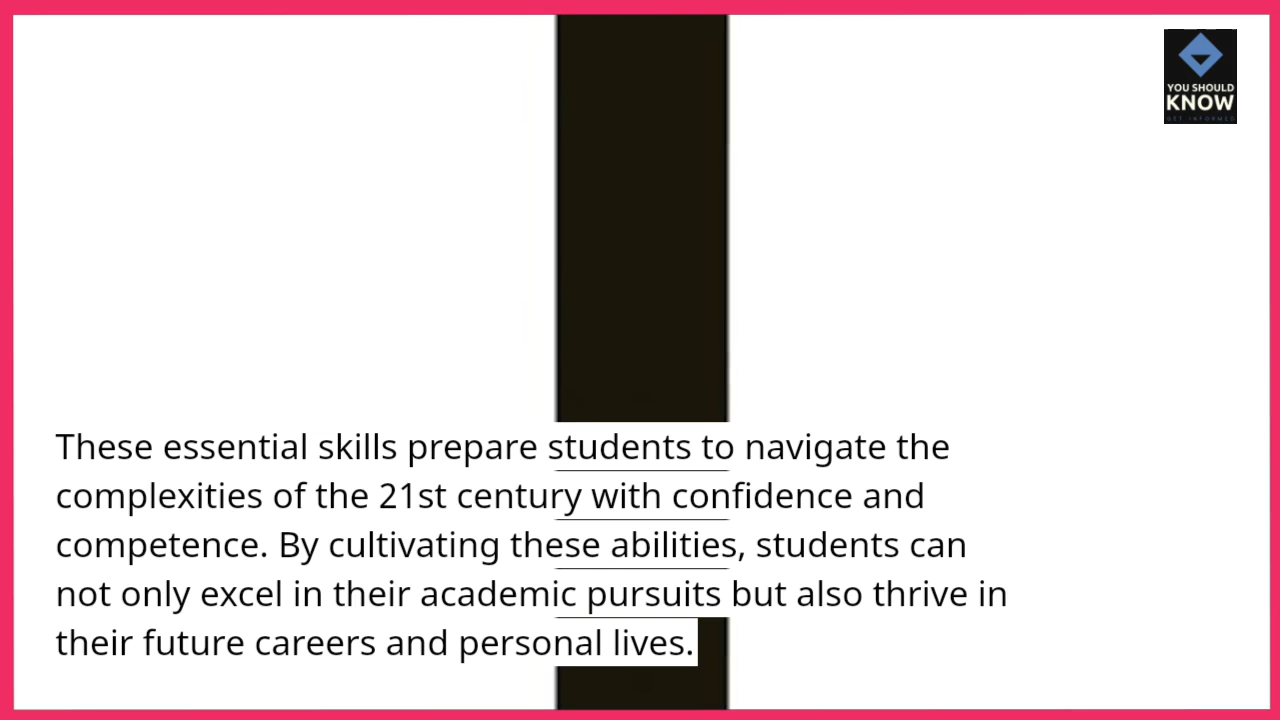 YOU SHOULD
KNOW
GET INFORMED
These essential skills prepare students to navigate the
complexities of the 21st century with confidence and
competence. By cultivating these abilities, students can
not only excel in their academic pursuits but also thrive in
their future careers and personal lives.